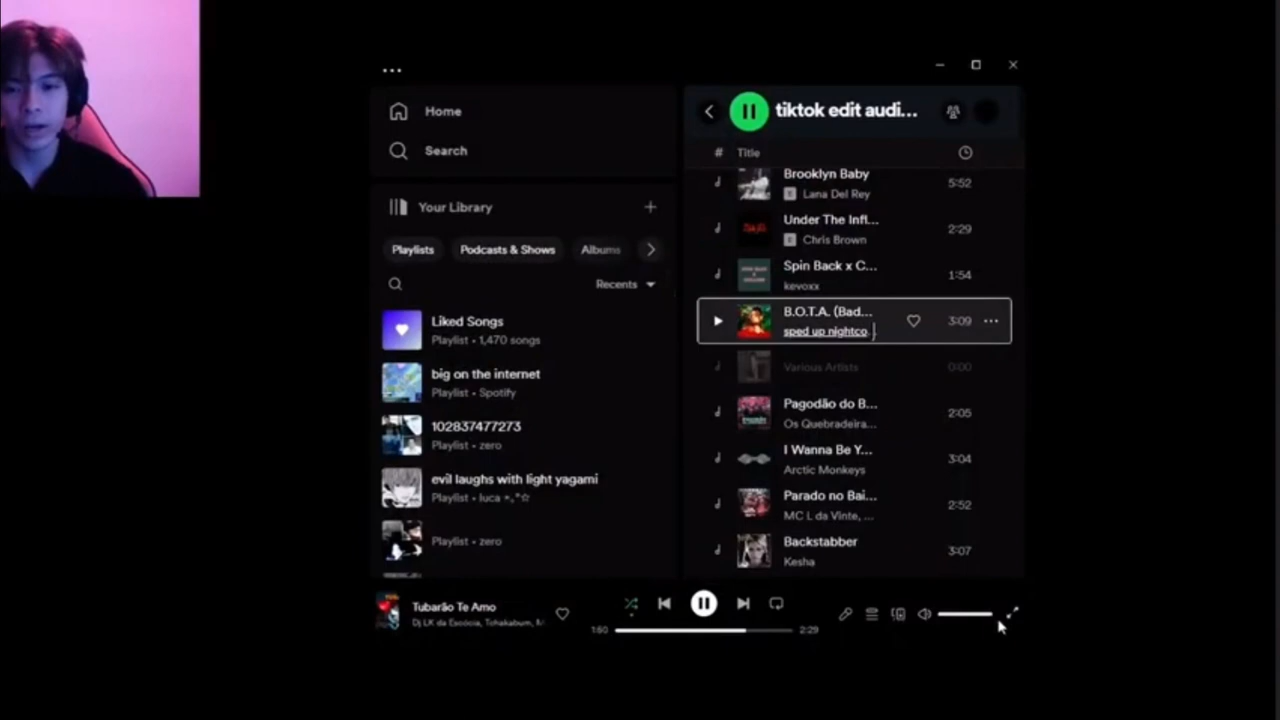 Home
Search
Your Library
Playlists
Podcasts & Shows
Albums
Recents
Liked Songs
Playlist • 1,470 songs
big on the internet
Playlist • Spotify
102837477273
Playlist • zero
evil laughs with light yagami
Playlist • luca
Playlist • zero
tiktok edit audi...
# Title
Brooklyn Baby
E Lana Del Rey
5:52
Under The Infl...
E Chris Brown
2:29
Spin Back x C...
kevoxx
1:54
B.O.T.A. (Bad...
sped up nightco...
3:09
Various Artists
0:00
Pagodão do B...
Os Quebradeira...
2:05
I Wanna Be Y...
Arctic Monkeys
3:04
Parado no Bai...
MC L da Vinte, ...
2:52
Backstabber
Kesha
3:07
Tubarão Te Amo
Dj LK da Escócia, Tchakabum, M
1:50
2:29